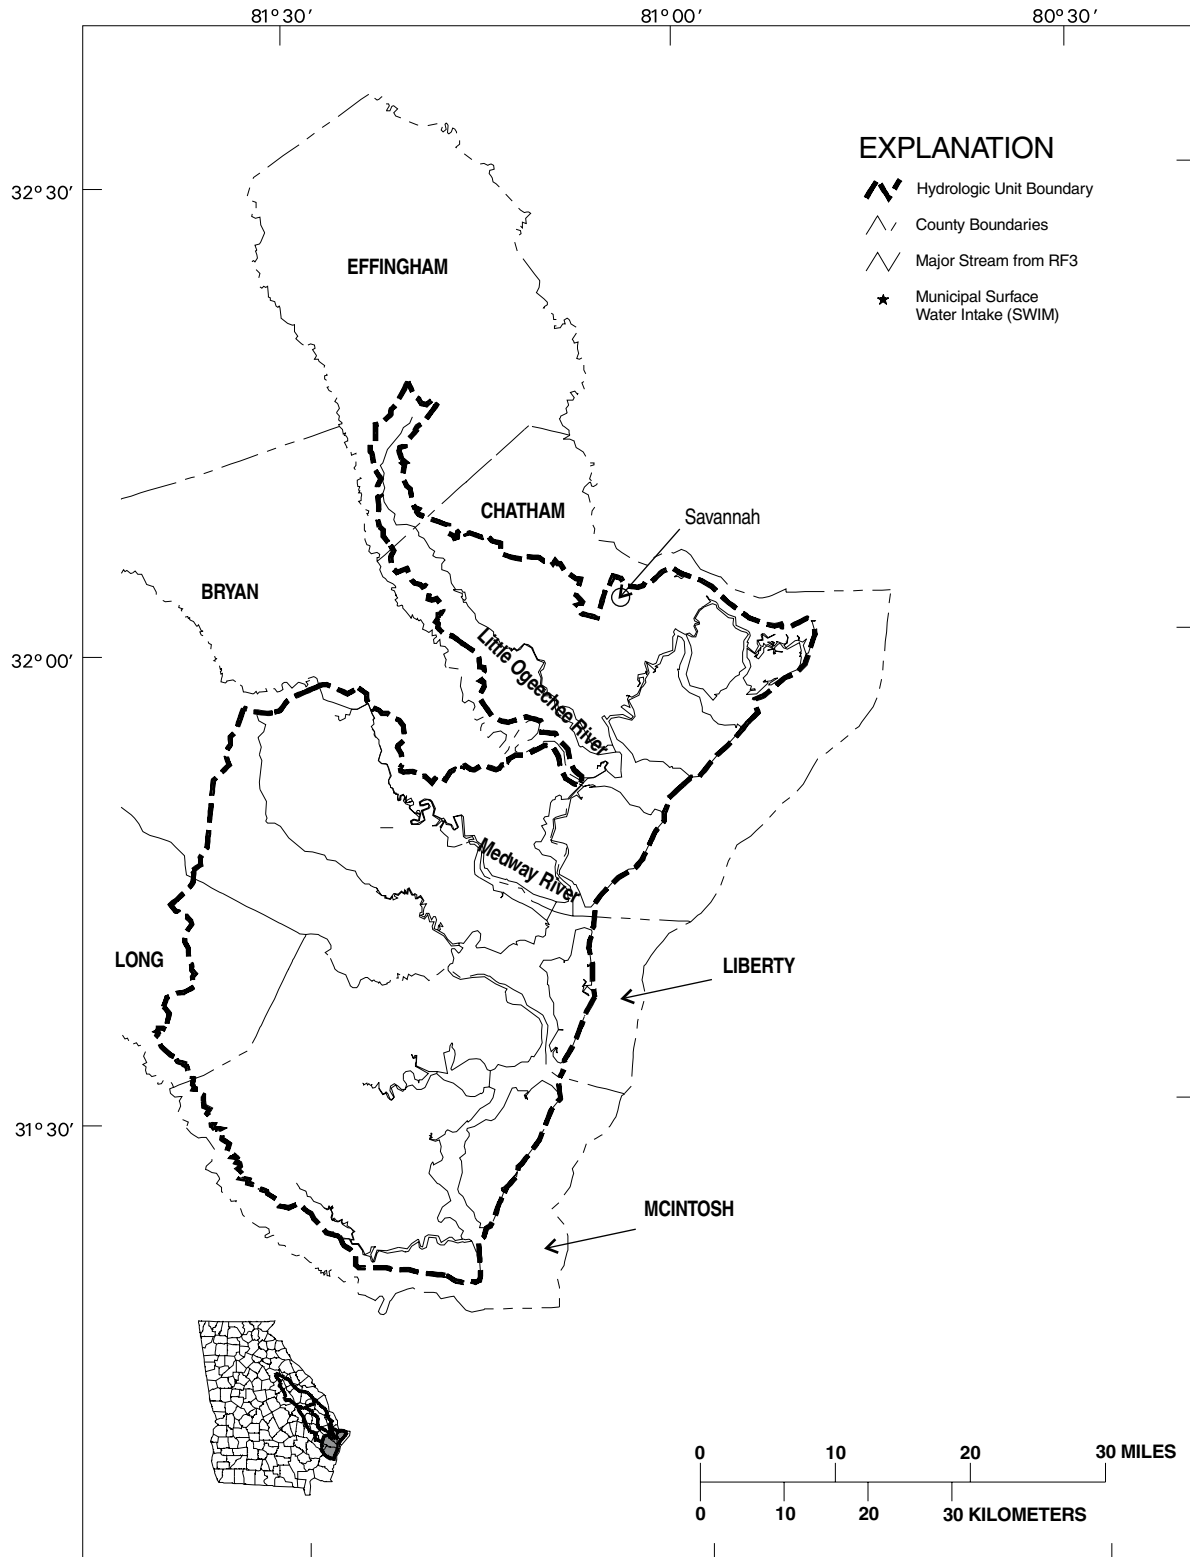 81° 30′
81° 00′
80° 30′
EXPLANATION
Hydrologic Unit Boundary
County Boundaries
Major Stream from RF3
Municipal Surface
Water Intake (SWIM)
32° 30′
EFFINGHAM
CHATHAM
Savannah
BRYAN
Little Ogeechee River
32° 00′
Medway River
LONG
LIBERTY
31° 30′
MCINTOSH
0 10 20 30 MILES
0 10 20 30 KILOMETERS